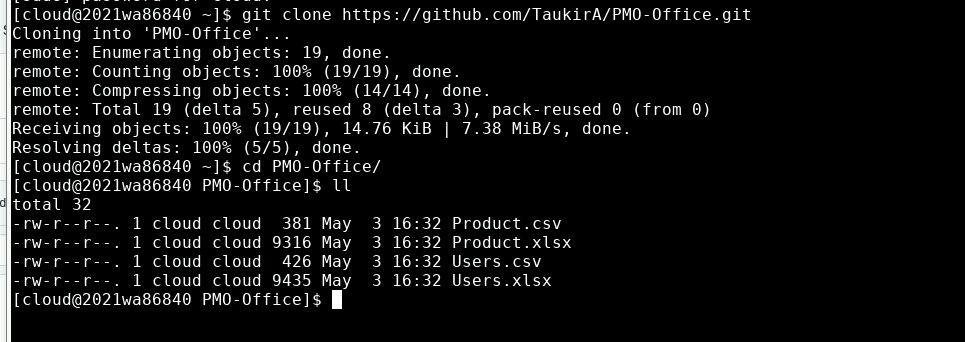 [cloud@2021wa86840 ~]$ git clone https://github.com/TaukirA/PMO-Office.git
Cloning into 'PMO-Office'...
remote: Enumerating objects: 19, done.
remote: Counting objects: 100% (19/19), done.
remote: Compressing objects: 100% (14/14), done.
remote: Total 19 (delta 5), reused 8 (delta 3), pack-reused 0 (from 0)
Receiving objects: 100% (19/19), 14.76 KiB | 7.38 MiB/s, done.
Resolving deltas: 100% (5/5), done.
[cloud@2021wa86840 ~]$ cd PMO-Office/
[cloud@2021wa86840 PMO-Office]$ ll
total 32
-rw-r--r--. 1 cloud cloud  381 May  3 16:32 Product.csv
-rw-r--r--. 1 cloud cloud 9316 May  3 16:32 Product.xlsx
-rw-r--r--. 1 cloud cloud  426 May  3 16:32 Users.csv
-rw-r--r--. 1 cloud cloud 9435 May  3 16:32 Users.xlsx
[cloud@2021wa86840 PMO-Office]$